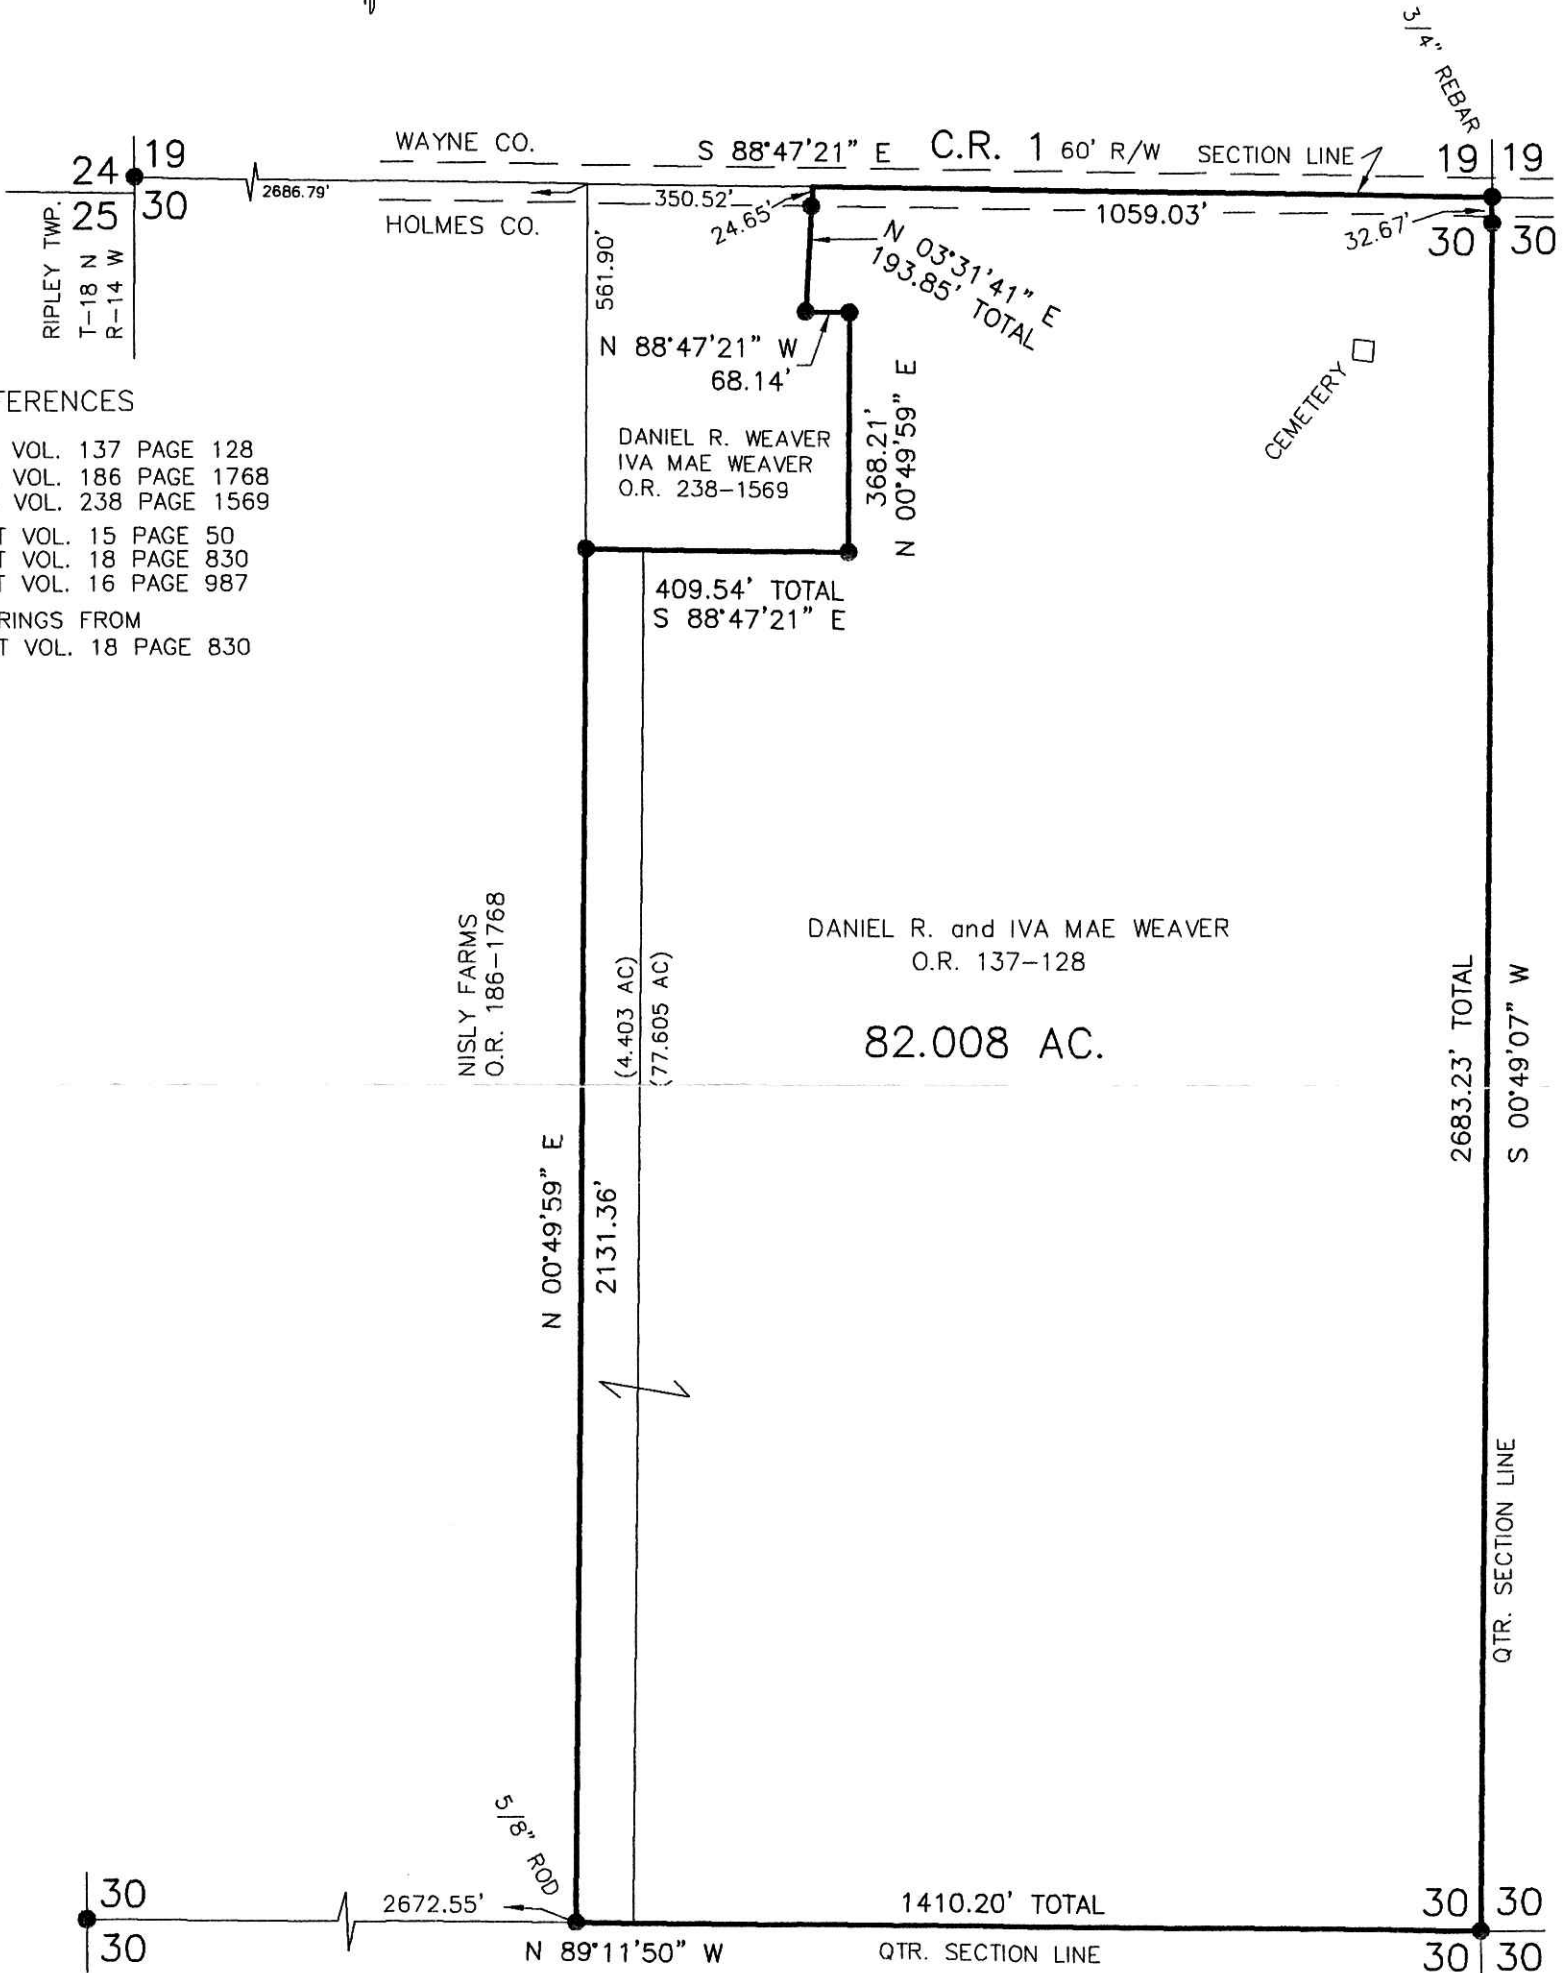 3/4" REBAR
WAYNE CO.
S 88°47'21" E
C.R. 1 60' R/W
SECTION LINE
24 19
19 19
2686.79'
350.52'
24.65'
1059.03'
32.67'
25 30
30 30
HOLMES CO.
RIPLEY TWP.
T-18 N
R-14 W
561.90'
N 03°31'41" E
193.85' TOTAL
N 88°47'21" W
68.14'
CEMETERY
368.21'
N 00°49'59" E
FERENCES
VOL. 137 PAGE 128
VOL. 186 PAGE 1768
VOL. 238 PAGE 1569
T VOL. 15 PAGE 50
T VOL. 18 PAGE 830
T VOL. 16 PAGE 987
RINGS FROM
T VOL. 18 PAGE 830
DANIEL R. WEAVER
IVA MAE WEAVER
O.R. 238-1569
409.54' TOTAL
S 88°47'21" E
NISLY FARMS
O.R. 186-1768
(4.403 AC)
(77.605 AC)
DANIEL R. and IVA MAE WEAVER
O.R. 137-128
82.008 AC.
2683.23' TOTAL
S 00°49'07" W
N 00°49'59" E
2131.36'
QTR. SECTION LINE
5/8" ROD
30
30
2672.55'
1410.20' TOTAL
30 30
N 89°11'50" W
QTR. SECTION LINE
30 30